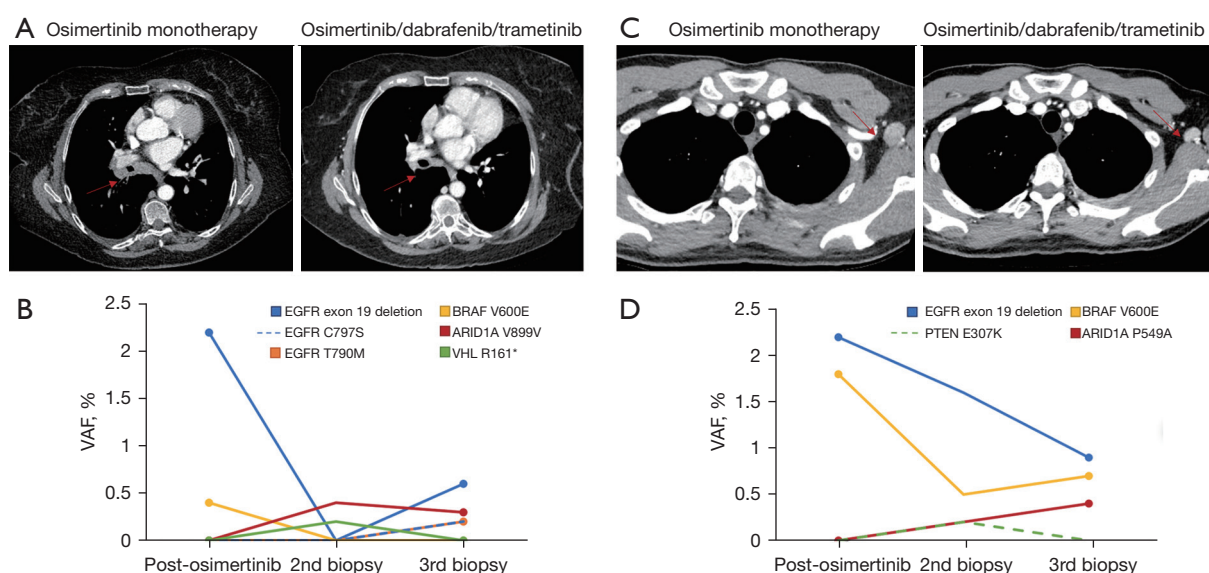 A
Osimertinib monotherapy
Osimertinib/dabrafenib/trametinib
C
Osimertinib monotherapy
Osimertinib/dabrafenib/trametinib
B
EGFR exon 19 deletion
BRAF V600E
EGFR C797S
ARID1A V899V
EGFR T790M
VHL R161*
VAF, %
2.5
2
1.5
1
0.5
0
Post-osimertinib
2nd biopsy
3rd biopsy
D
EGFR exon 19 deletion
BRAF V600E
PTEN E307K
ARID1A P549A
VAF, %
2.5
2
1.5
1
0.5
0
Post-osimertinib
2nd biopsy
3rd biopsy